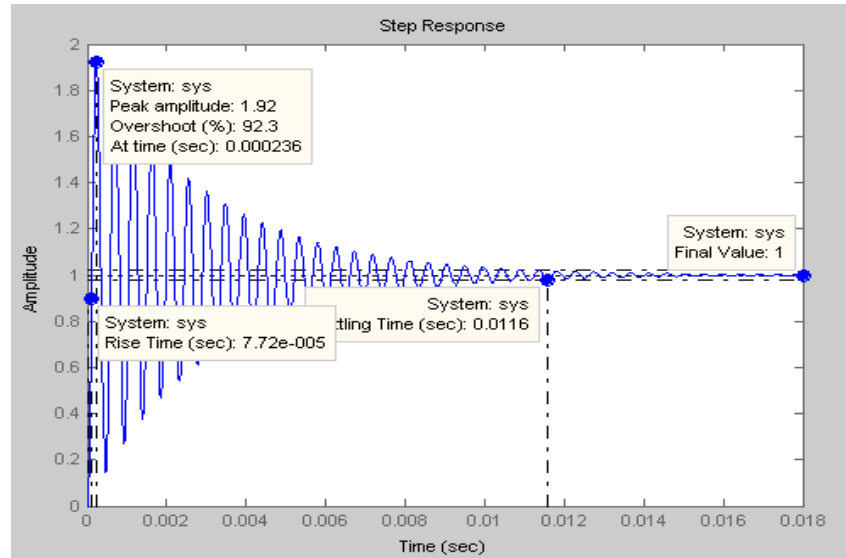 Step Response
2
1.8
1.6
1.4
1.2
1
0.8
0.6
0.4
0.2
0
Amplitude
System: sys
Peak amplitude: 1.92
Overshoot (%): 92.3
At time (sec): 0.000236
System: sys
Final Value: 1
System: sys
ttling Time (sec): 0.0116
System: sys
Rise Time (sec): 7.72e-005
0 0.002 0.004 0.006 0.008 0.01 0.012 0.014 0.016 0.018
Time (sec)